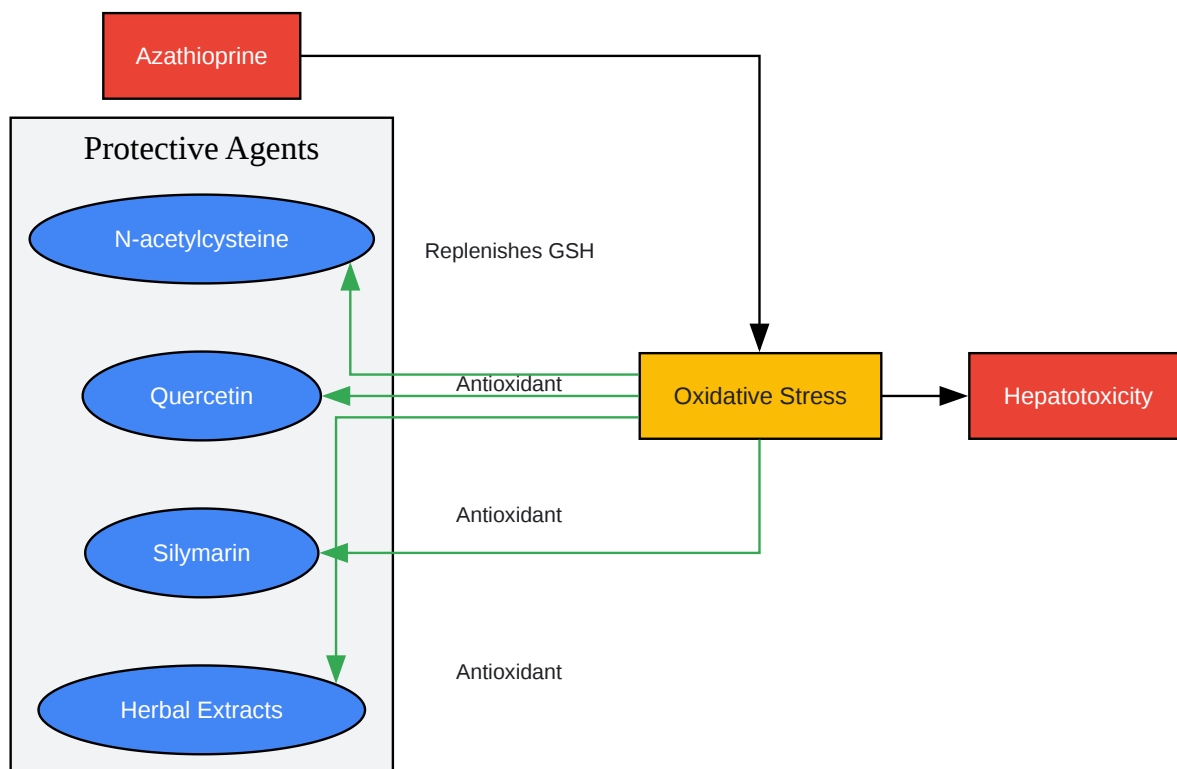 Azathioprine
Protective Agents
N-acetylcysteine
Replenishes GSH
Quercetin
Antioxidant
Oxidative Stress
Hepatotoxicity
Silymarin
Antioxidant
Herbal Extracts
Antioxidant